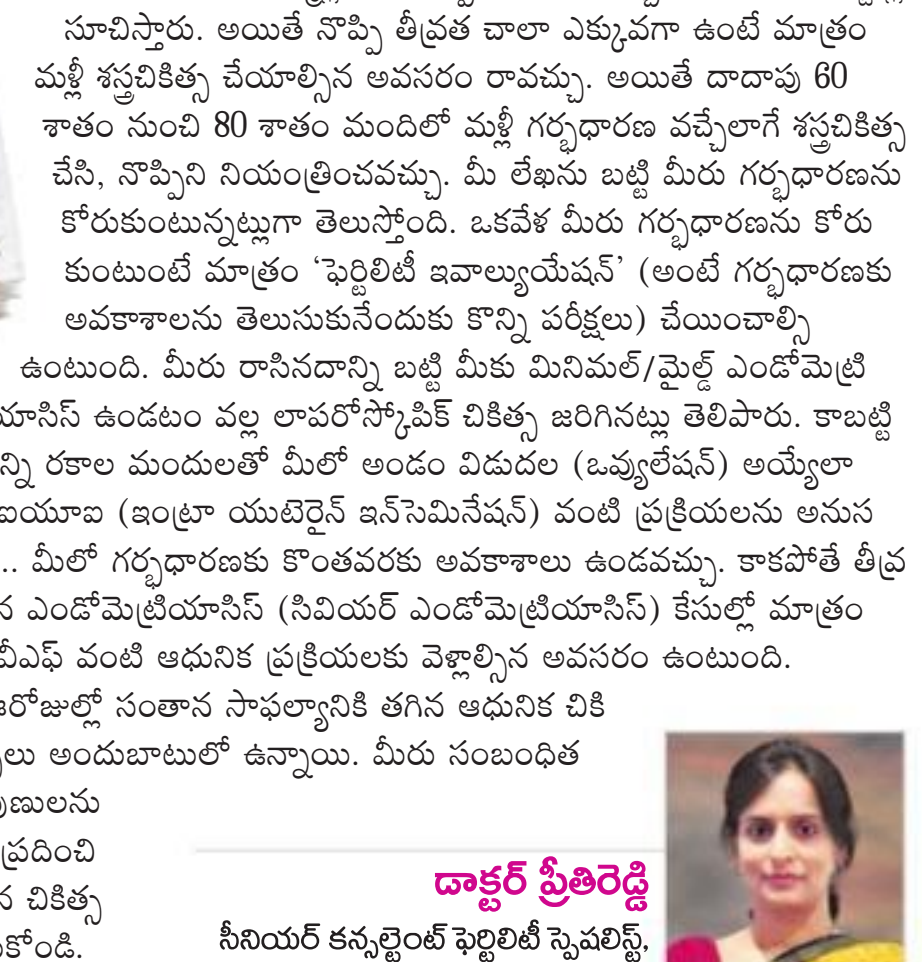 సూచిస్తారు. అయితే నొప్పి తీవ్రత చాలా ఎక్కువగా ఉంటే మాత్రం
మళ్లీ శస్త్రచికిత్స చేయాల్సిన అవసరం రావచ్చు. అయితే దాదాపు 60
శాతం నుంచి 80 శాతం మందిలో మళ్లీ గర్భధారణ వచ్చేలాగే శస్త్రచికిత్స
చేసి, నొప్పిని నియంత్రించవచ్చు. మీ లేఖను బట్టి మీరు గర్భధారణను
కోరుకుంటున్నట్లుగా తెలుస్తోంది. ఒకవేళ మీరు గర్భధారణను కోరు
కుంటుంటే మాత్రం ‘ఫెర్టిలిటీ ఇవాల్యుయేషన్’ (అంటే గర్భధారణకు
అవకాశాలను తెలుసుకునేందుకు కొన్ని పరీక్షలు) చేయించాల్సి
ఉంటుంది. మీరు రాసినదాన్ని బట్టి మీకు మినిమల్/మైల్డ్ ఎండోమెట్రి
యాసిస్ ఉండటం వల్ల లాపరోస్కోపిక్ చికిత్స జరిగినట్లు తెలిపారు. కాబట్టి
న్ని రకాల మందులతో మీలో అండం విడుదల (ఒవ్యులేషన్) అయ్యేలా
ఐయూఐ (ఇంట్రా యుటెరైన్ ఇన్‌సెమినేషన్) వంటి ప్రక్రియలను అనుస
.. మీలో గర్భధారణకు కొంతవరకు అవకాశాలు ఉండవచ్చు. కాకపోతే తీవ్ర
న ఎండోమెట్రియాసిస్ (సివియర్ ఎండోమెట్రియాసిస్) కేసుల్లో మాత్రం
వీఎఫ్ వంటి ఆధునిక ప్రక్రియలకు వెళ్లాల్సిన అవసరం ఉంటుంది.
ఈరోజుల్లో సంతాన సాఫల్యానికి తగిన ఆధునిక చికి
లు అందుబాటులో ఉన్నాయి. మీరు సంబంధిత
పుణులను
ప్రదించి
న చికిత్స
కోండి.
డాక్టర్ ప్రీతిరెడ్డి
సీనియర్ కన్సల్టెంట్ ఫెర్టిలిటీ స్పెషలిస్ట్,